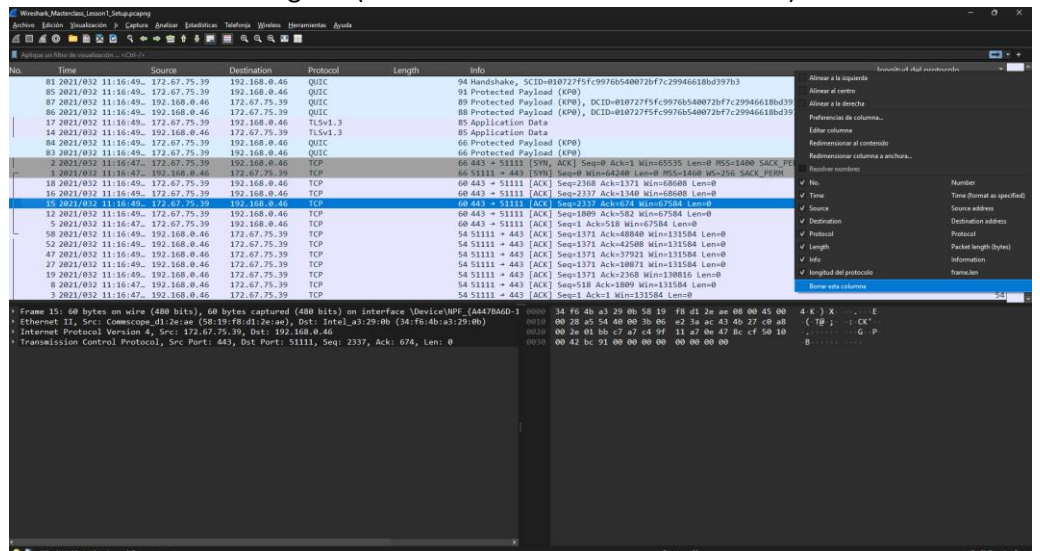 Wireshark_Masterclass_Lesson1_Setup.pcapng
Archivo Edición Visualización Ir Captura Analizar Estadísticas Telefonía Wireless Herramientas Ayuda
Aplique un filtro de visualización ... <Ctrl-/>
No. Time Source Destination Protocol Length Info longitud del protocolo
81 2021/032 11:16:49… 172.67.75.39 192.168.0.46 QUIC 94 Handshake, SCID=010727f5fc9976b540072bf7c29946618bd397b3
85 2021/032 11:16:49… 172.67.75.39 192.168.0.46 QUIC 91 Protected Payload (KP0)
87 2021/032 11:16:49… 192.168.0.46 172.67.75.39 QUIC 89 Protected Payload (KP0), DCID=010727f5fc9976b540072bf7c29946618bd39
86 2021/032 11:16:49… 192.168.0.46 172.67.75.39 QUIC 88 Protected Payload (KP0), DCID=010727f5fc9976b540072bf7c29946618bd39
17 2021/032 11:16:49… 172.67.75.39 192.168.0.46 TLSv1.3 85 Application Data
14 2021/032 11:16:49… 192.168.0.46 172.67.75.39 TLSv1.3 85 Application Data
84 2021/032 11:16:49… 172.67.75.39 192.168.0.46 QUIC 66 Protected Payload (KP0)
83 2021/032 11:16:49… 172.67.75.39 192.168.0.46 QUIC 66 Protected Payload (KP0)
2 2021/032 11:16:47… 172.67.75.39 192.168.0.46 TCP 66 443 → 51111 [SYN, ACK] Seq=0 Ack=1 Win=65535 Len=0 MSS=1400 SACK_PE
1 2021/032 11:16:47… 192.168.0.46 172.67.75.39 TCP 66 51111 → 443 [SYN] Seq=0 Win=64240 Len=0 MSS=1460 WS=256 SACK_PERM
18 2021/032 11:16:49… 172.67.75.39 192.168.0.46 TCP 60 443 → 51111 [ACK] Seq=2368 Ack=1371 Win=68608 Len=0
16 2021/032 11:16:49… 172.67.75.39 192.168.0.46 TCP 60 443 → 51111 [ACK] Seq=2337 Ack=1340 Win=68608 Len=0
15 2021/032 11:16:49… 172.67.75.39 192.168.0.46 TCP 60 443 → 51111 [ACK] Seq=2337 Ack=674 Win=67584 Len=0
12 2021/032 11:16:49… 172.67.75.39 192.168.0.46 TCP 60 443 → 51111 [ACK] Seq=1809 Ack=582 Win=67584 Len=0
5 2021/032 11:16:49… 172.67.75.39 192.168.0.46 TCP 60 443 → 51111 [ACK] Seq=1 Ack=518 Win=67584 Len=0
58 2021/032 11:16:49… 192.168.0.46 172.67.75.39 TCP 54 51111 → 443 [ACK] Seq=1371 Ack=48840 Win=131584 Len=0
52 2021/032 11:16:49… 192.168.0.46 172.67.75.39 TCP 54 51111 → 443 [ACK] Seq=1371 Ack=42508 Win=131584 Len=0
47 2021/032 11:16:49… 192.168.0.46 172.67.75.39 TCP 54 51111 → 443 [ACK] Seq=1371 Ack=37921 Win=131584 Len=0
27 2021/032 11:16:49… 192.168.0.46 172.67.75.39 TCP 54 51111 → 443 [ACK] Seq=1371 Ack=10871 Win=131584 Len=0
19 2021/032 11:16:49… 192.168.0.46 172.67.75.39 TCP 54 51111 → 443 [ACK] Seq=1371 Ack=2368 Win=130816 Len=0
8 2021/032 11:16:49… 192.168.0.46 172.67.75.39 TCP 54 51111 → 443 [ACK] Seq=518 Ack=1809 Win=131584 Len=0
3 2021/032 11:16:47… 192.168.0.46 172.67.75.39 TCP 54 51111 → 443 [ACK] Seq=1 Ack=1 Win=131584 Len=0 54
Alinear a la izquierda
Alinear al centro
Alinear a la derecha
Preferencias de columna...
Editar columna
Redimensionar al contenido
Redimensionar columna a anchura...
Resolver nombres
No. Number
Time Time (format as specified)
Source Source address
Destination Destination address
Protocol Protocol
Length Packet length (bytes)
Info Information
longitud del protocolo frame.len
Borrar esta columna
Frame 15: 60 bytes on wire (480 bits), 60 bytes captured (480 bits) on interface \Device\NPF_{A447BA6D-1
Ethernet II, Src: Commscope_d1:2e:ae (58:19:f8:d1:2e:ae), Dst: Intel_a3:29:0b (34:f6:4b:a3:29:0b)
Internet Protocol Version 4, Src: 172.67.75.39, Dst: 192.168.0.46
Transmission Control Protocol, Src Port: 443, Dst Port: 51111, Seq: 2337, Ack: 674, Len: 0
0000 34 f6 4b a3 29 0b 58 19 f8 d1 2e ae 08 00 45 00
0010 00 28 a5 54 40 00 3b 06 e2 3a ac 43 4b 27 c0 a8
0020 00 2e 01 bb c7 a7 c4 9f 11 a7 0e 47 8c cf 50 10
0030 00 42 bc 91 00 00 00 00 00 00 00 00